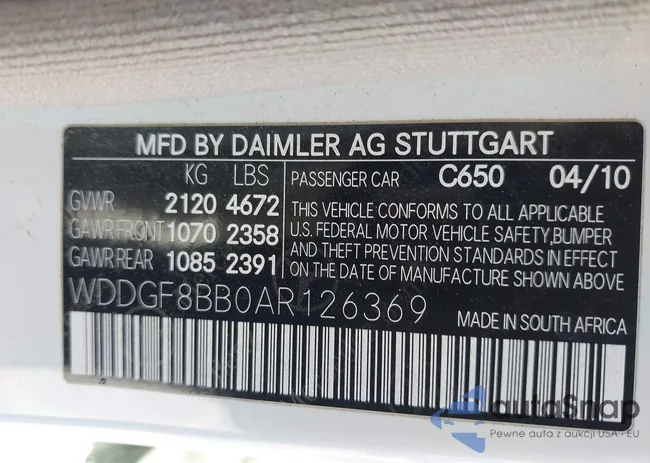 MFD BY DAIMLER AG STUTTGART
KG LBS
GVWR 2120 4672
GAWR FRONT 1070 2358
GAWR REAR 1085 2391
PASSENGER CAR C650 04/10
THIS VEHICLE CONFORMS TO ALL APPLICABLE
U.S. FEDERAL MOTOR VEHICLE SAFETY, BUMPER
AND THEFT PREVENTION STANDARDS IN EFFECT
ON THE DATE OF MANUFACTURE SHOWN ABOVE
WDDGF8BB0AR126369
MADE IN SOUTH AFRICA
autoSnap
Pewne auta z aukcji USA i EU